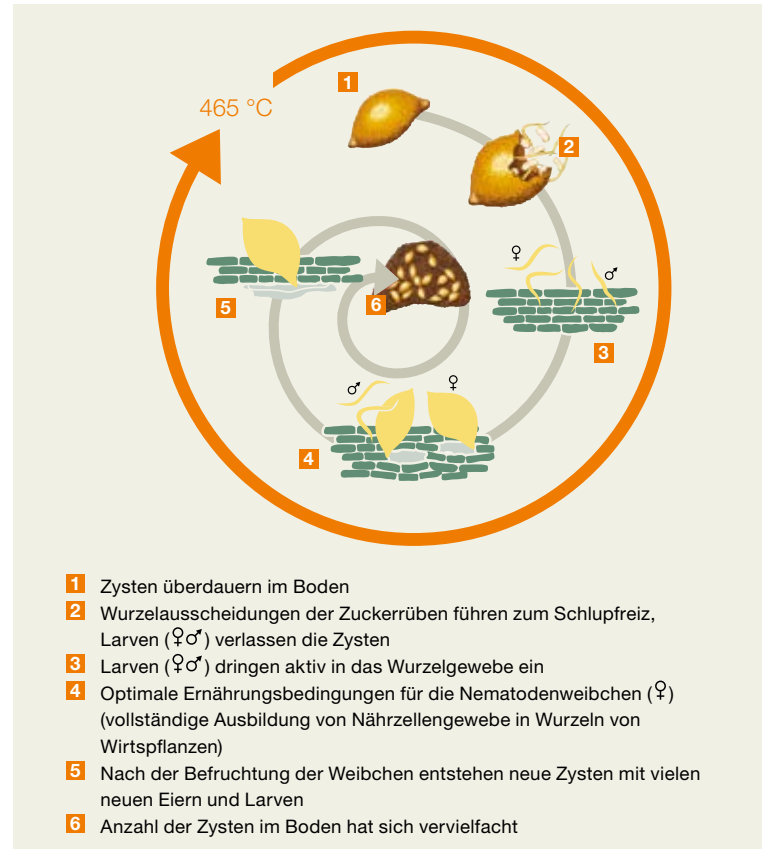 465 °C
1
2
♀
♂
3
♂
♀
4
5
6
1 Zysten überdauern im Boden
2 Wurzelausscheidungen der Zuckerrüben führen zum Schlupfreiz,
Larven (♀♂) verlassen die Zysten
3 Larven (♀♂) dringen aktiv in das Wurzelgewebe ein
4 Optimale Ernährungsbedingungen für die Nematodenweibchen (♀)
(vollständige Ausbildung von Nährzellengewebe in Wurzeln von
Wirtspflanzen)
5 Nach der Befruchtung der Weibchen entstehen neue Zysten mit vielen
neuen Eiern und Larven
6 Anzahl der Zysten im Boden hat sich vervielfacht